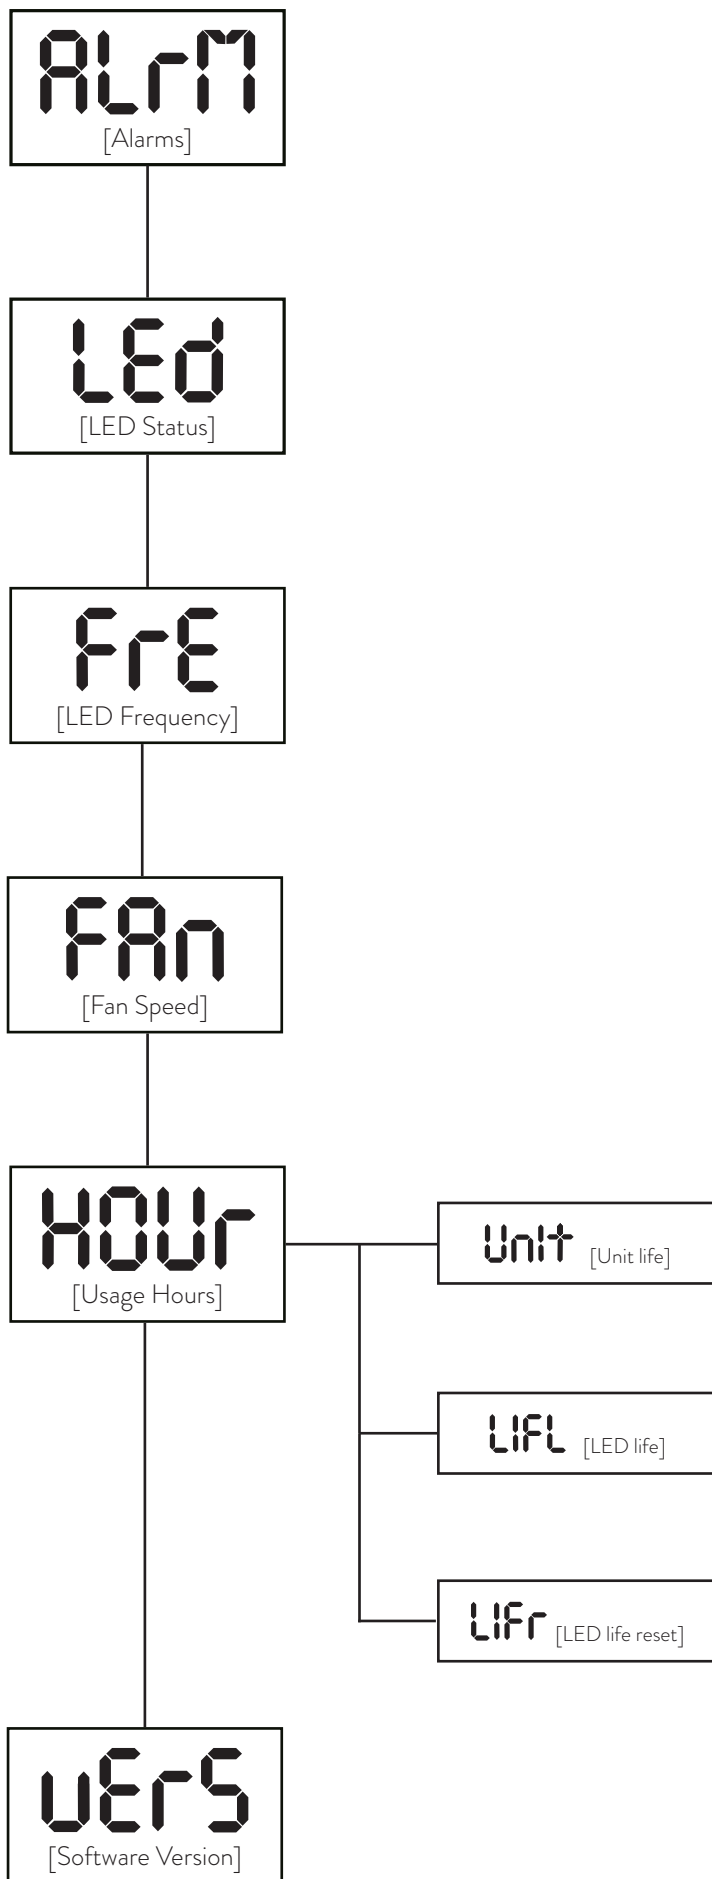 ALrM
[Alarms]
LEd
[LED Status]
FrE
[LED Frequency]
FAn
[Fan Speed]
HOUr
[Usage Hours]
UnIt [Unit life]
LIFL [LED life]
LIFr [LED life reset]
vErS
[Software Version]